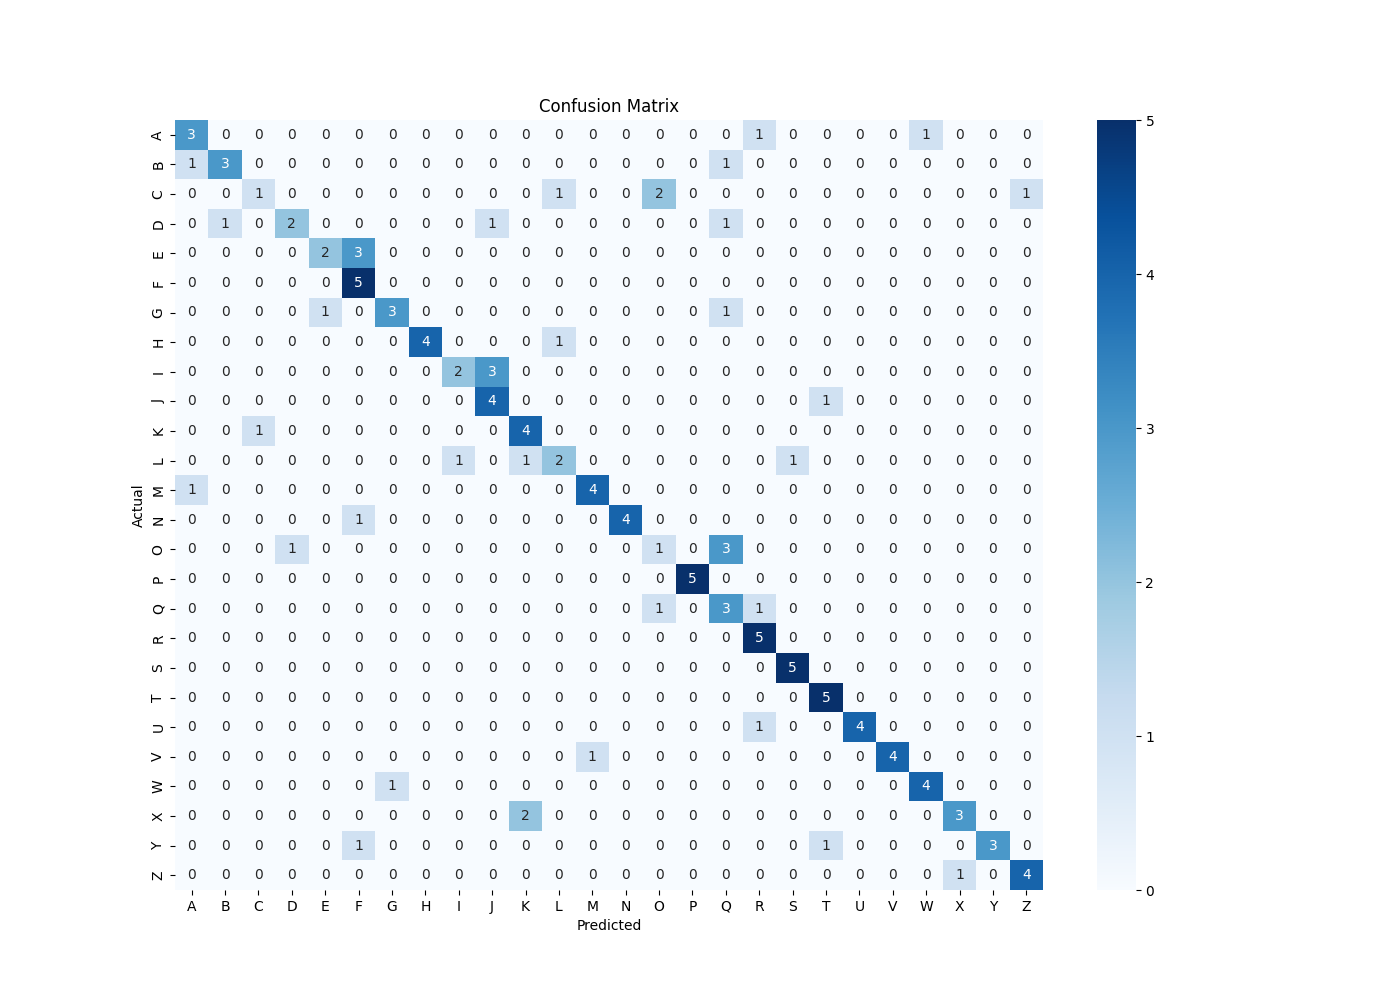 Confusion Matrix
A 3 0 0 0 0 0 0 0 0 0 0 0 0 0 0 0 0 1 0 0 0 0 1 0 0 0
B 1 3 0 0 0 0 0 0 0 0 0 0 0 0 0 0 1 0 0 0 0 0 0 0 0 0
C 0 0 1 0 0 0 0 0 0 0 0 1 0 0 2 0 0 0 0 0 0 0 0 0 0 1
D 0 1 0 2 0 0 0 0 0 1 0 0 0 0 0 0 1 0 0 0 0 0 0 0 0 0
E 0 0 0 0 2 3 0 0 0 0 0 0 0 0 0 0 0 0 0 0 0 0 0 0 0 0
F 0 0 0 0 0 5 0 0 0 0 0 0 0 0 0 0 0 0 0 0 0 0 0 0 0 0
G 0 0 0 0 1 0 3 0 0 0 0 0 0 0 0 0 1 0 0 0 0 0 0 0 0 0
H 0 0 0 0 0 0 0 4 0 0 0 1 0 0 0 0 0 0 0 0 0 0 0 0 0 0
I 0 0 0 0 0 0 0 0 2 3 0 0 0 0 0 0 0 0 0 0 0 0 0 0 0 0
J 0 0 0 0 0 0 0 0 0 4 0 0 0 0 0 0 0 0 0 1 0 0 0 0 0 0
K 0 0 1 0 0 0 0 0 0 0 4 0 0 0 0 0 0 0 0 0 0 0 0 0 0 0
L 0 0 0 0 0 0 0 0 1 0 1 2 0 0 0 0 0 0 1 0 0 0 0 0 0 0
M 1 0 0 0 0 0 0 0 0 0 0 0 4 0 0 0 0 0 0 0 0 0 0 0 0 0
N 0 0 0 0 0 1 0 0 0 0 0 0 0 4 0 0 0 0 0 0 0 0 0 0 0 0
O 0 0 0 1 0 0 0 0 0 0 0 0 0 0 1 0 3 0 0 0 0 0 0 0 0 0
P 0 0 0 0 0 0 0 0 0 0 0 0 0 0 0 5 0 0 0 0 0 0 0 0 0 0
Q 0 0 0 0 0 0 0 0 0 0 0 0 0 0 1 0 3 1 0 0 0 0 0 0 0 0
R 0 0 0 0 0 0 0 0 0 0 0 0 0 0 0 0 0 5 0 0 0 0 0 0 0 0
S 0 0 0 0 0 0 0 0 0 0 0 0 0 0 0 0 0 0 5 0 0 0 0 0 0 0
T 0 0 0 0 0 0 0 0 0 0 0 0 0 0 0 0 0 0 0 5 0 0 0 0 0 0
U 0 0 0 0 0 0 0 0 0 0 0 0 0 0 0 0 0 1 0 0 4 0 0 0 0 0
V 0 0 0 0 0 0 0 0 0 0 0 0 1 0 0 0 0 0 0 0 0 4 0 0 0 0
W 0 0 0 0 0 0 1 0 0 0 0 0 0 0 0 0 0 0 0 0 0 0 4 0 0 0
X 0 0 0 0 0 0 0 0 0 0 2 0 0 0 0 0 0 0 0 0 0 0 0 3 0 0
Y 0 0 0 0 0 1 0 0 0 0 0 0 0 0 0 0 0 0 0 1 0 0 0 0 3 0
Z 0 0 0 0 0 0 0 0 0 0 0 0 0 0 0 0 0 0 0 0 0 0 0 1 0 4
A B C D E F G H I J K L M N O P Q R S T U V W X Y Z
Predicted
Actual
5
4
3
2
1
0